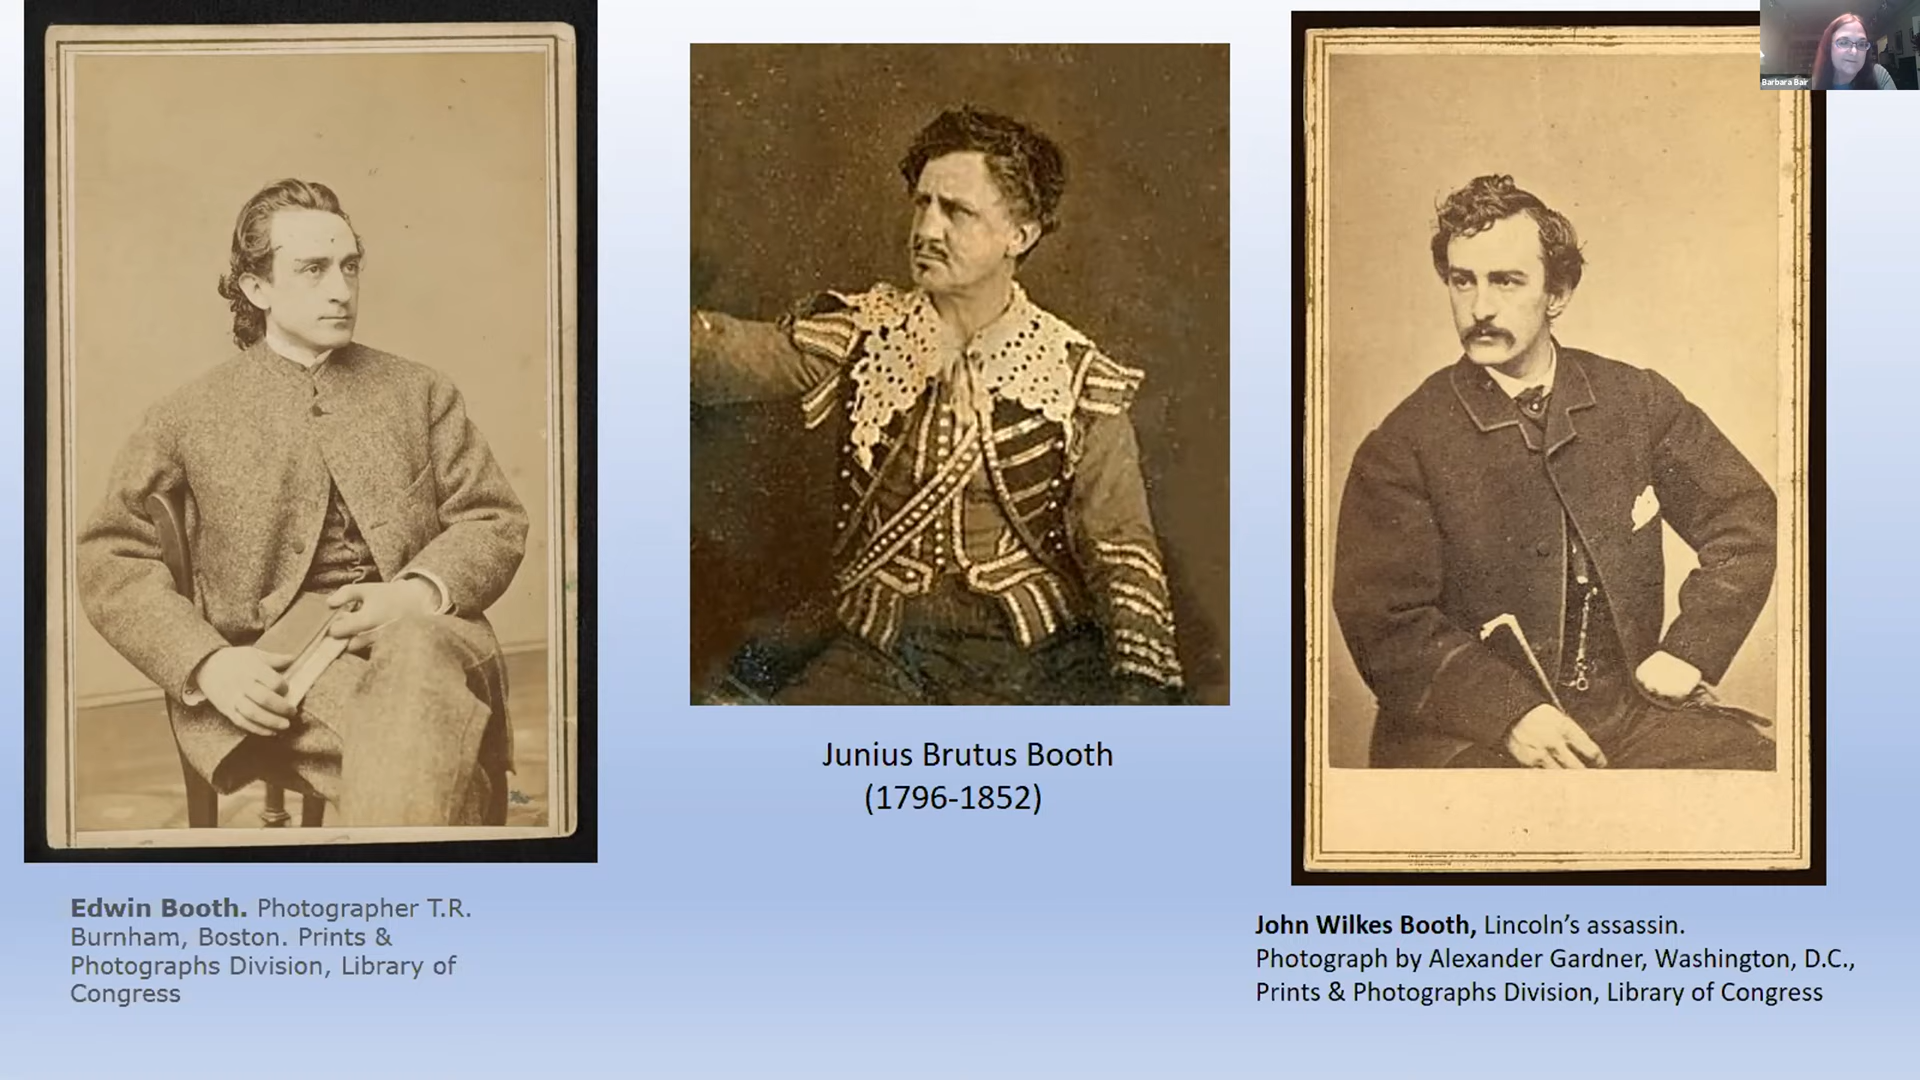 Barbara Bair
Junius Brutus Booth
(1796-1852)
Edwin Booth. Photographer T.R.
Burnham, Boston. Prints &
Photographs Division, Library of
Congress
John Wilkes Booth, Lincoln’s assassin.
Photograph by Alexander Gardner, Washington, D.C.,
Prints & Photographs Division, Library of Congress